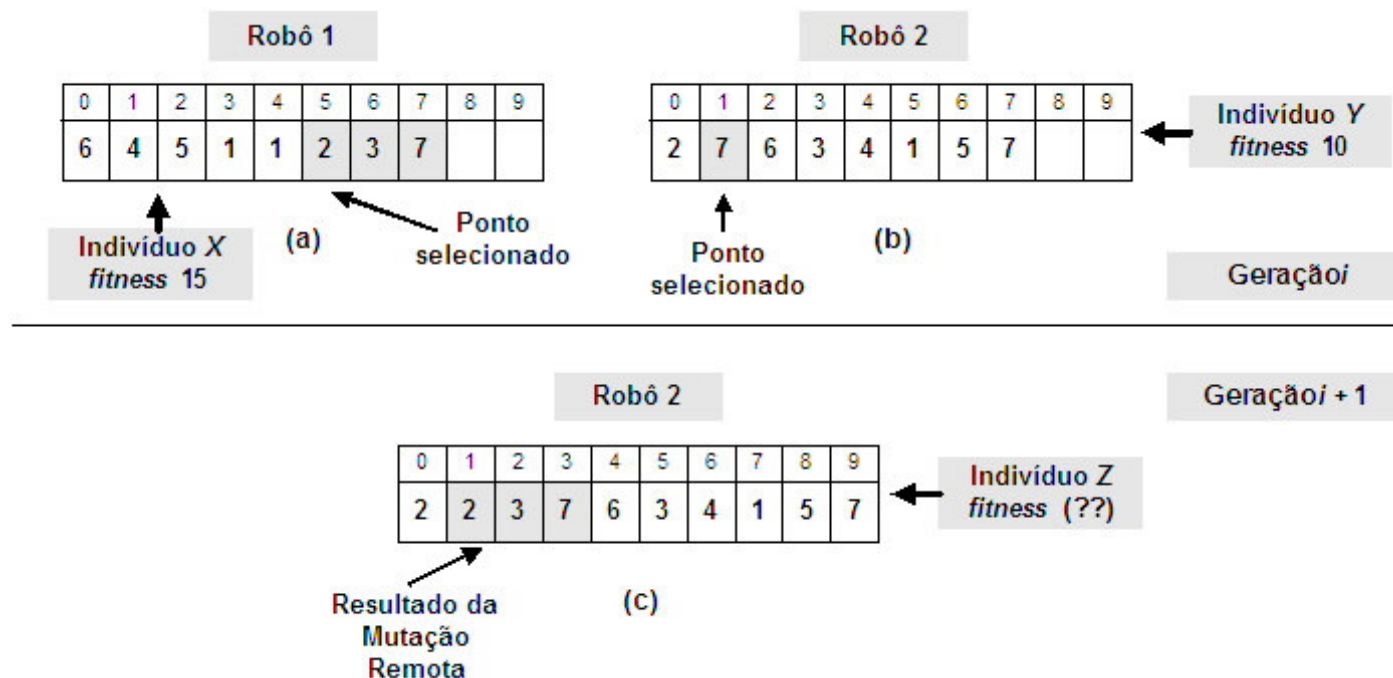 Robô 1
Robô 2
0 1 2 3 4 5 6 7 8 9
6 4 5 1 1 2 3 7
0 1 2 3 4 5 6 7 8 9
2 7 6 3 4 1 5 7
Indivíduo Y
fitness 10
Indivíduo X
fitness 15
(a)
Ponto
selecionado
Ponto
selecionado
(b)
Geraçãoi
Robô 2
Geraçãoi + 1
0 1 2 3 4 5 6 7 8 9
2 2 3 7 6 3 4 1 5 7
Indivíduo Z
fitness (??)
Resultado da
Mutação
Remota
(c)